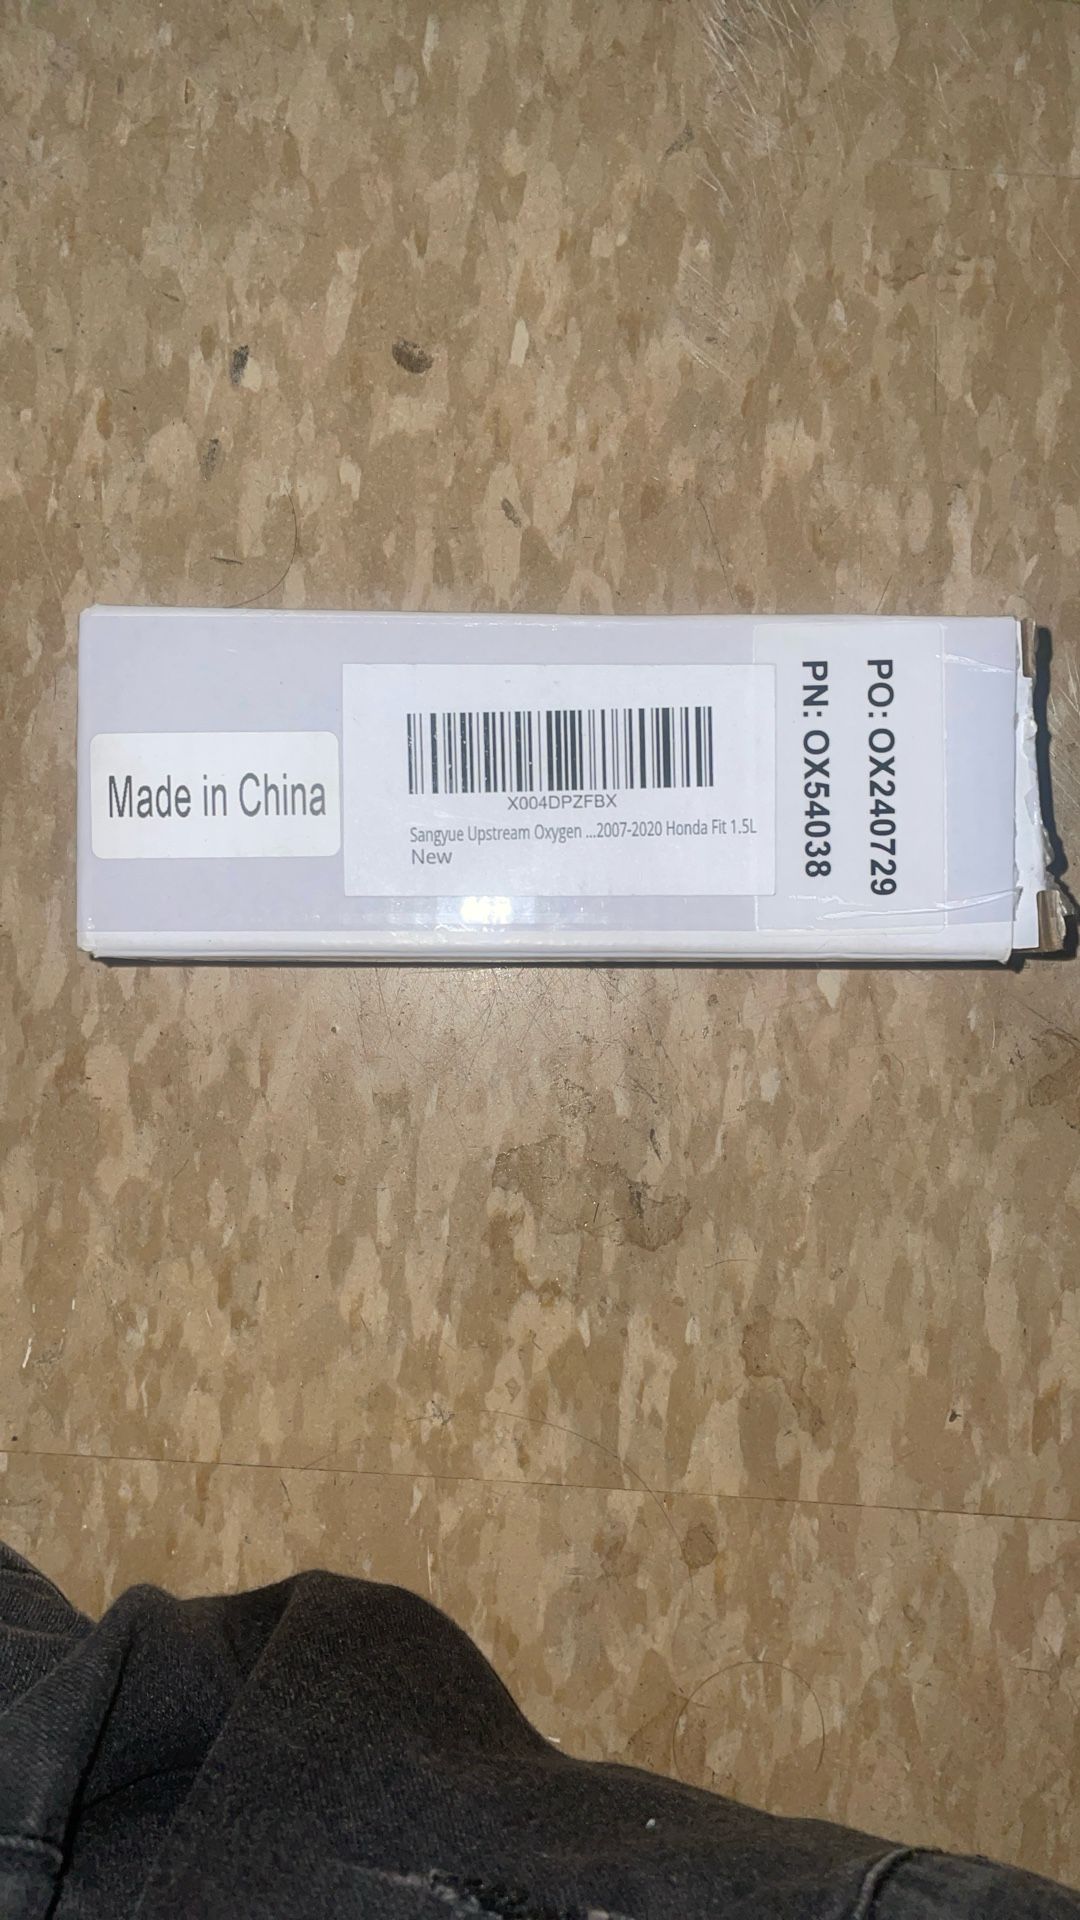 Made in China
X004DPZFBX
Sangyue Upstream Oxygen ...2007-2020 Honda Fit 1.5L
New
PO: OX240729
PN: OX54038